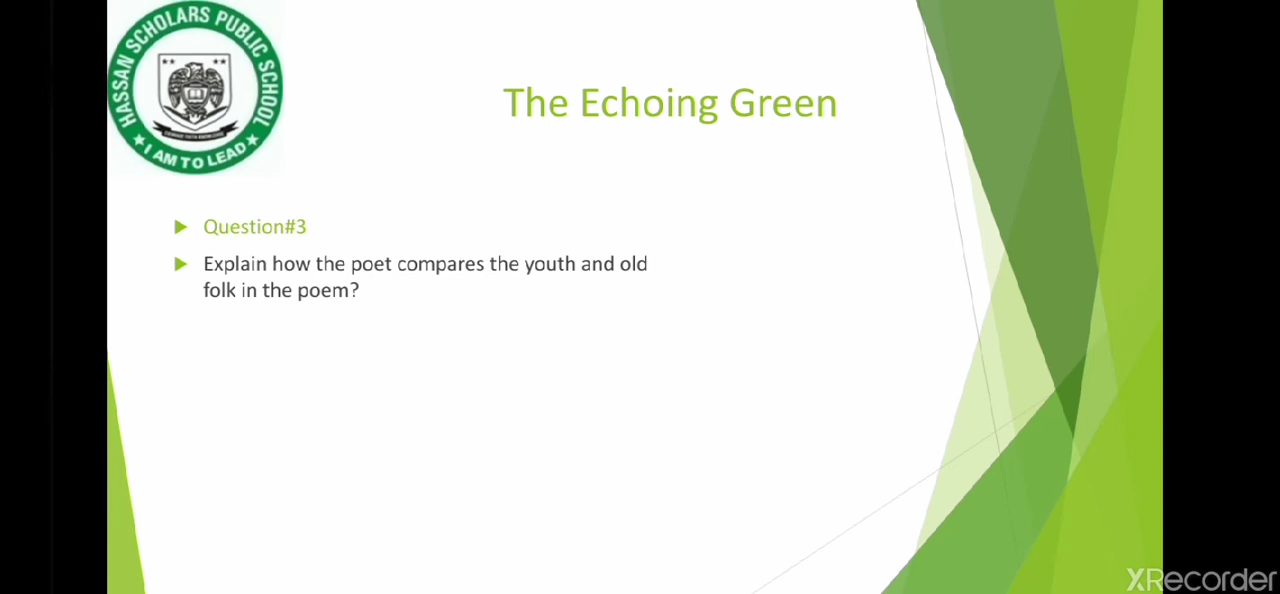 HASSAN SCHOLARS PUBLIC SCHOOL
I AM TO LEAD
The Echoing Green
Question#3
Explain how the poet compares the youth and old
folk in the poem?
XRecorder